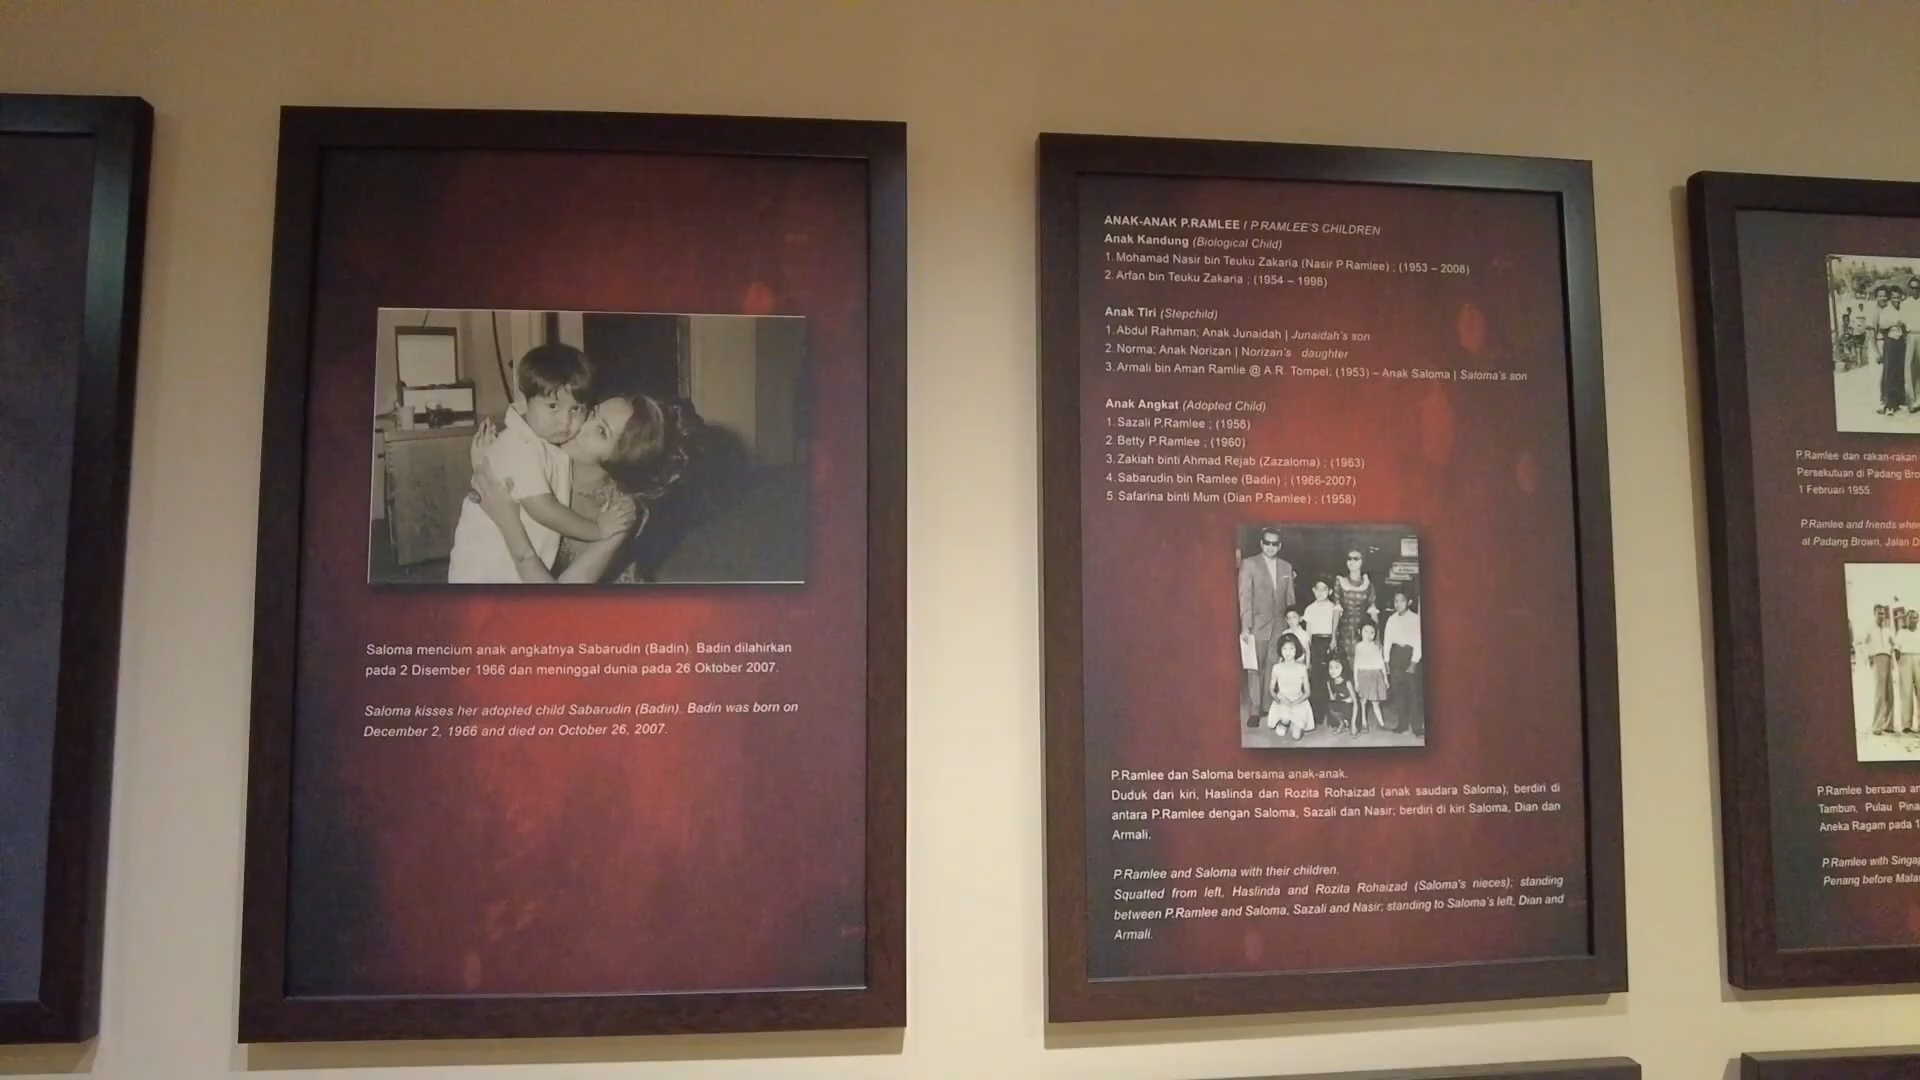 Saloma mencium anak angkatnya Sabarudin (Badin). Badin dilahirkan
pada 2 Disember 1966 dan meninggal dunia pada 26 Oktober 2007.
Saloma kisses her adopted child Sabarudin (Badin). Badin was born on
December 2, 1966 and died on October 26, 2007.
ANAK-ANAK P.RAMLEE / P.RAMLEE'S CHILDREN
Anak Kandung (Biological Child)
1. Mohamad Nasir bin Teuku Zakaria (Nasir P.Ramlee) ; (1953 – 2008)
2. Arfan bin Teuku Zakaria ; (1954 – 1998)
Anak Tiri (Stepchild)
1. Abdul Rahman; Anak Junaidah | Junaidah's son
2. Norma; Anak Norizan | Norizan's daughter
3. Armali bin Aman Ramlie @ A.R. Tompel; (1953) – Anak Saloma | Saloma's son
Anak Angkat (Adopted Child)
1. Sazali P.Ramlee ; (1958)
2. Betty P.Ramlee ; (1960)
3. Zakiah binti Ahmad Rejab (Zazaloma) ; (1963)
4. Sabarudin bin Ramlee (Badin) ; (1966-2007)
5. Safarina binti Mum (Dian P.Ramlee) ; (1958)
P.Ramlee dan Saloma bersama anak-anak.
Duduk dari kiri, Haslinda dan Rozita Rohaizad (anak saudara Saloma); berdiri di
antara P.Ramlee dengan Saloma, Sazali dan Nasir; berdiri di kiri Saloma, Dian dan
Armali.
P.Ramlee and Saloma with their children.
Squatted from left, Haslinda and Rozita Rohaizad (Saloma's nieces); standing
between P.Ramlee and Saloma, Sazali and Nasir; standing to Saloma's left, Dian and
Armali.
P.Ramlee dan rakan-rakan
Persekutuan di Padang
1 Februari 1955.
P.Ramlee and friends
at Padang Brown, Jalan
P.Ramlee bersama
Tambun, Pulau
Aneka Ragam pada
P.Ramlee with
Penang before